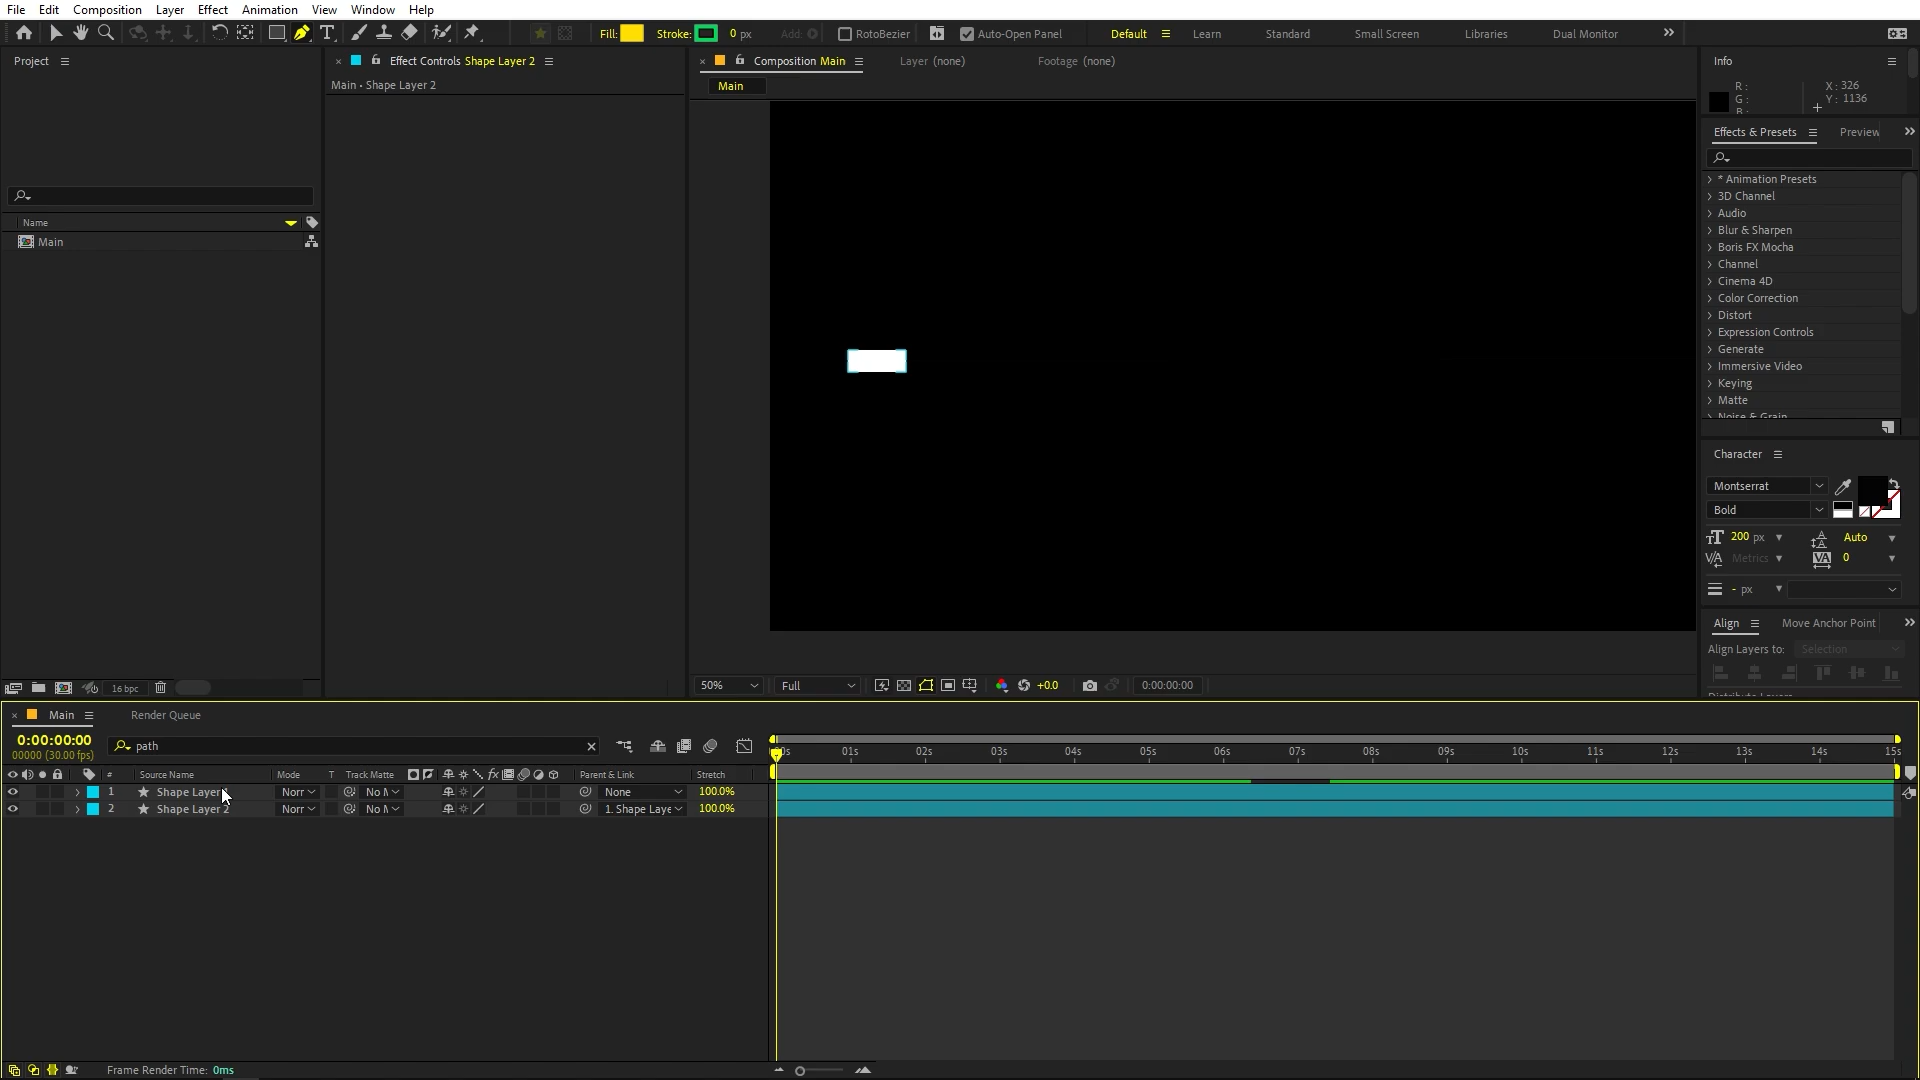 File Edit Composition Layer Effect Animation View Window Help
Fill: Stroke: 0 px Add: RotoBezier Auto-Open Panel Default Learn Standard Small Screen Libraries Dual Monitor
Project
Effect Controls Shape Layer 2
Main • Shape Layer 2
Composition Main Layer (none) Footage (none)
Main
Info
R : X : 326
G : Y : 1136
B :
Effects & Presets Preview
* Animation Presets
3D Channel
Audio
Blur & Sharpen
Boris FX Mocha
Channel
Cinema 4D
Color Correction
Distort
Expression Controls
Generate
Immersive Video
Keying
Matte
Noise & Grain
Name
Main
Character
Montserrat
Bold
200 px Auto
Metrics 0
- px
Align Move Anchor Point
Align Layers to: Selection
16 bpc
50% Full +0.0 0:00:00:00
Main Render Queue
0:00:00:00
00000 (30.00 fps)
path
00s 01s 02s 03s 04s 05s 06s 07s 08s 09s 10s 11s 12s 13s 14s 15s
# Source Name Mode T Track Matte fx Parent & Link Stretch
1 Shape Layer 1 Norr No M None 100.0%
2 Shape Layer 2 Norr No M 1. Shape Laye 100.0%
Frame Render Time: 0ms